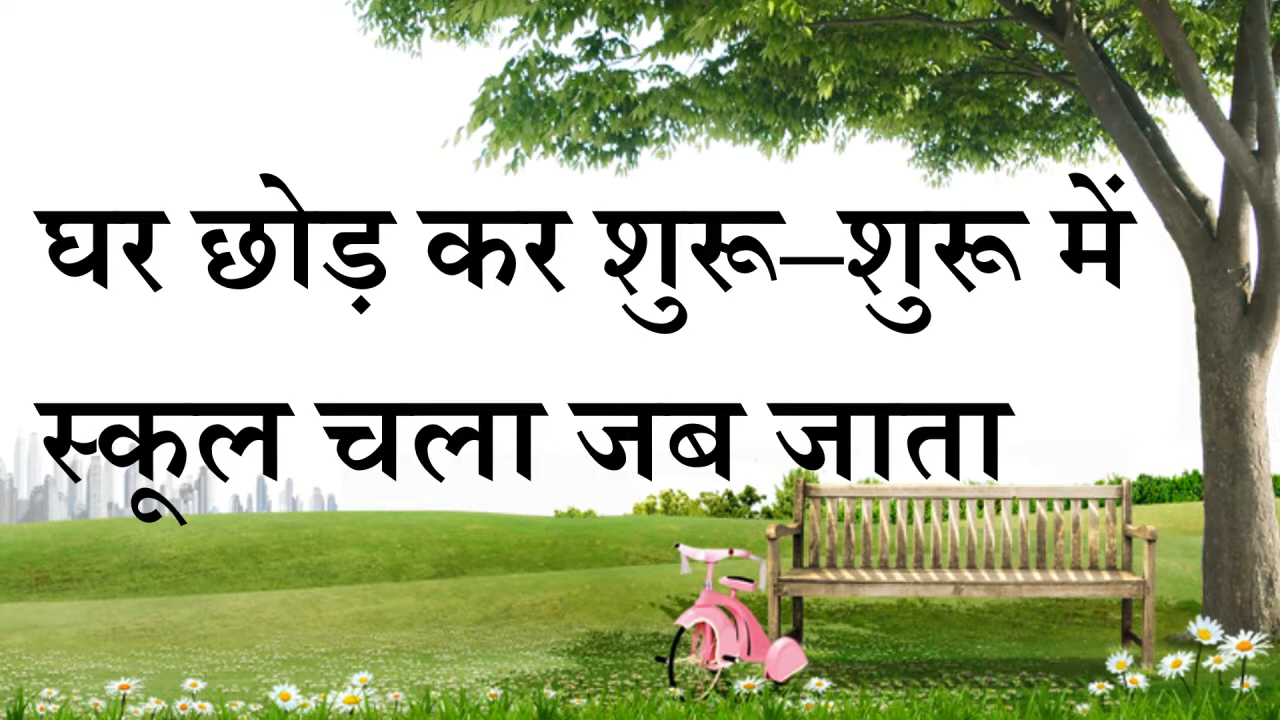 घर छोड़ कर शुरू–शुरू में
स्कूल चला जब जाता